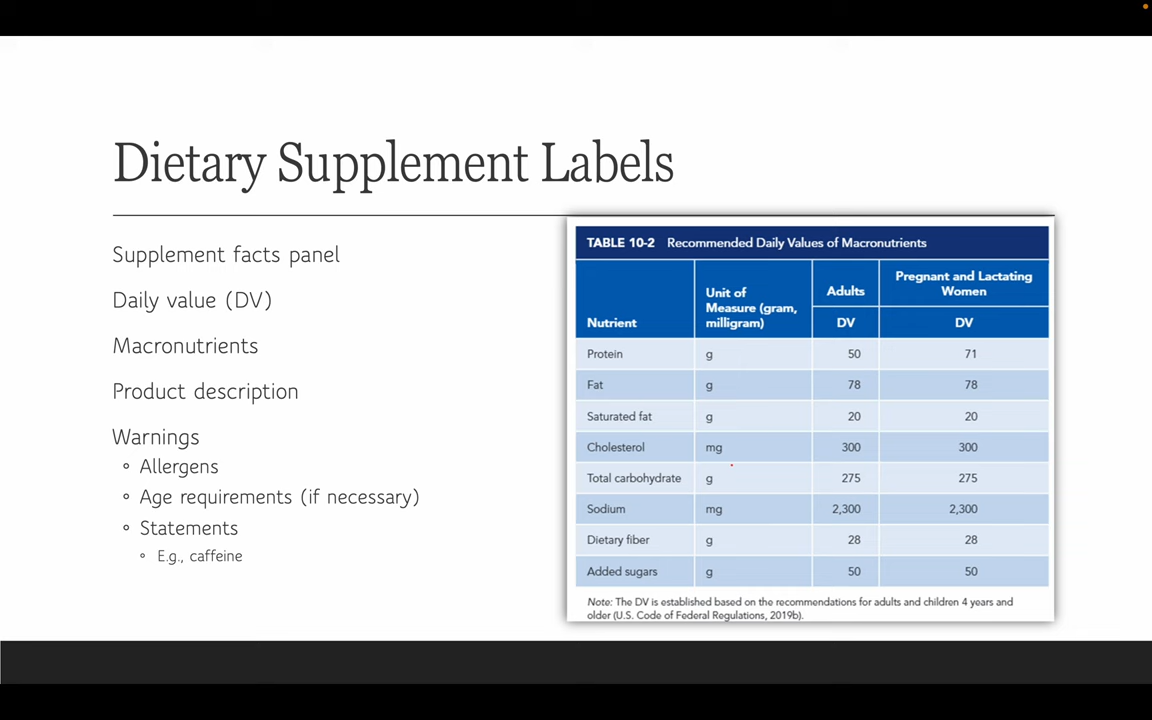 Dietary Supplement Labels
Supplement facts panel
Daily value (DV)
Macronutrients
Product description
Warnings
◦ Allergens
◦ Age requirements (if necessary)
◦ Statements
◦ E.g., caffeine
TABLE 10-2 Recommended Daily Values of Macronutrients
Nutrient
Unit of
Measure (gram,
milligram)
Adults
DV
Pregnant and Lactating
Women
DV
Protein g 50 71
Fat g 78 78
Saturated fat g 20 20
Cholesterol mg 300 300
Total carbohydrate g 275 275
Sodium mg 2,300 2,300
Dietary fiber g 28 28
Added sugars g 50 50
Note: The DV is established based on the recommendations for adults and children 4 years and
older (U.S. Code of Federal Regulations, 2019b).